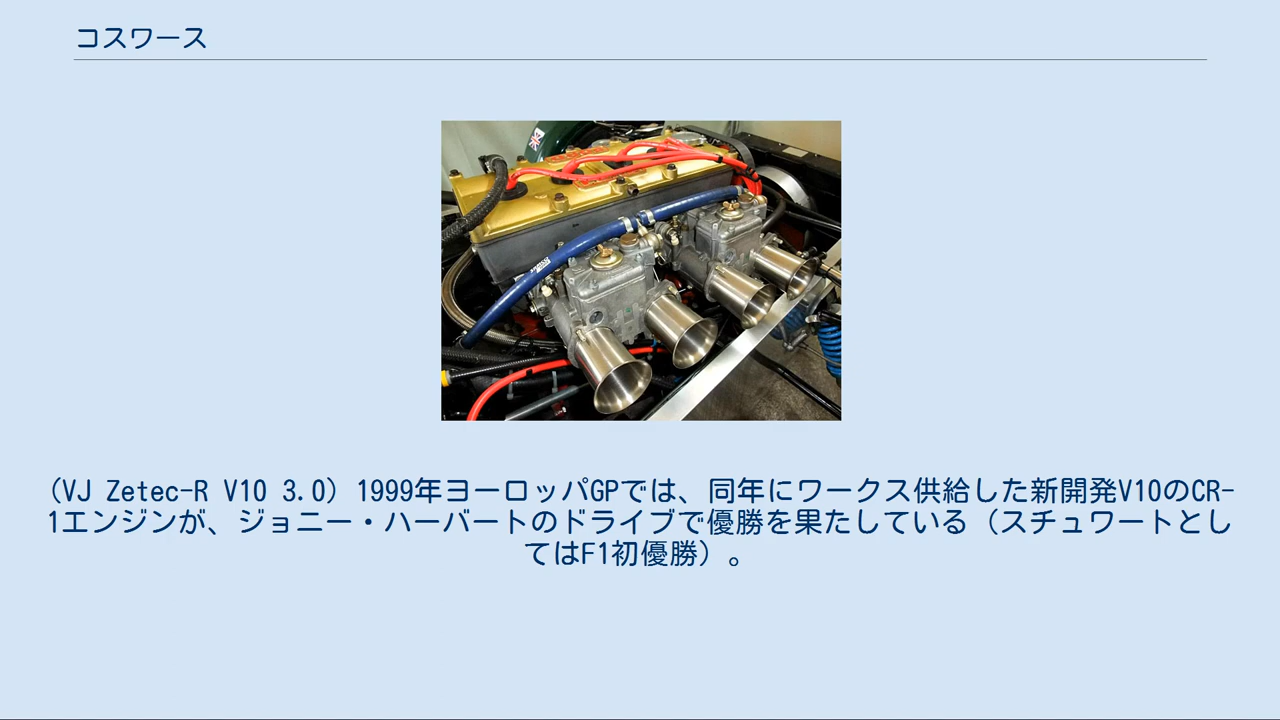 コスワース
(VJ Zetec-R V10 3.0) 1999年ヨーロッパGPでは、同年にワークス供給した新開発V10のCR-
1エンジンが、ジョニー・ハーバートのドライブで優勝を果たしている（スチュワートとし
てはF1初優勝）。